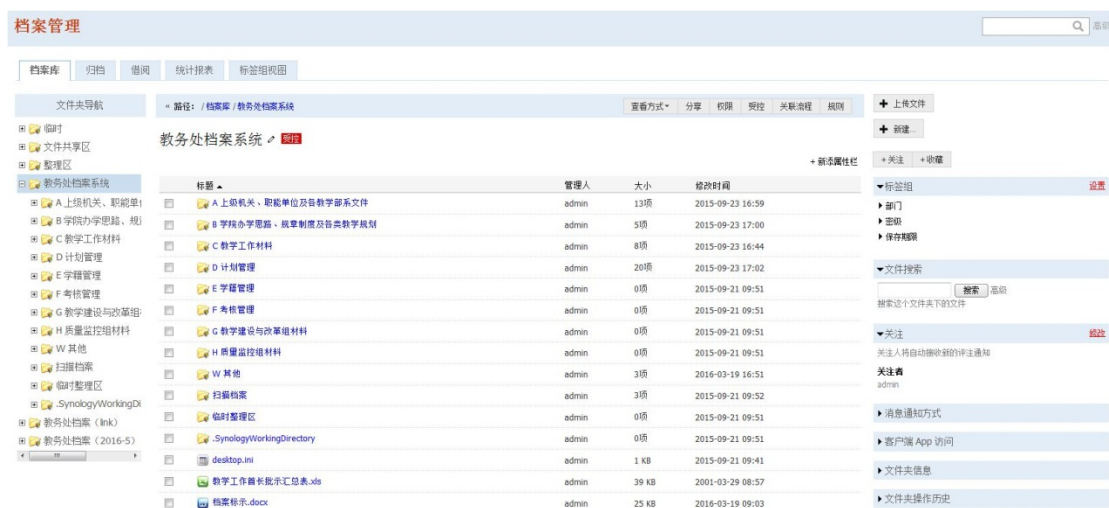 档案管理
高级
档案库 归档 借阅 统计报表 标签组视图
文件夹导航
临时
文件共享区
整理区
教务处档案系统
A 上级机关、职能单
B 学院办学思路、规
C 教学工作材料
D 计划管理
E 学籍管理
F 考核管理
G 教学建设与改革组
H 质量监控组材料
W 其他
扫描档案
临时整理区
.SynologyWorkingDi
教务处档案（link）
教务处档案（2016-5）
« 路径： / 档案库 / 教务处档案系统
查看方式 分享 权限 受控 关联流程 规则
教务处档案系统 受控
+ 新添属性栏
标题 管理人 大小 修改时间
A 上级机关、职能单位及各教学部系文件 admin 13项 2015-09-23 16:59
B 学院办学思路、规章制度及各类教学规划 admin 5项 2015-09-23 17:00
C 教学工作材料 admin 8项 2015-09-23 16:44
D 计划管理 admin 20项 2015-09-23 17:02
E 学籍管理 admin 0项 2015-09-21 09:51
F 考核管理 admin 0项 2015-09-21 09:51
G 教学建设与改革组材料 admin 0项 2015-09-21 09:51
H 质量监控组材料 admin 0项 2015-09-21 09:51
W 其他 admin 3项 2016-03-19 16:51
扫描档案 admin 3项 2015-09-21 09:52
临时整理区 admin 0项 2015-09-21 09:51
.SynologyWorkingDirectory admin 0项 2015-09-21 09:51
desktop.ini admin 1 KB 2015-09-21 09:41
教学工作首长批示汇总表.xls admin 39 KB 2001-03-29 08:57
档案标示.docx admin 25 KB 2016-03-19 09:03
+ 上传文件
+ 新建...
+关注 +收藏
标签组 设置
部门
密级
保存期限
文件搜索
搜索 高级
搜索这个文件夹下的文件
关注 修改
关注人将自动接收新的评注通知
关注者
admin
消息通知方式
客户端 App 访问
文件夹信息
文件夹操作历史